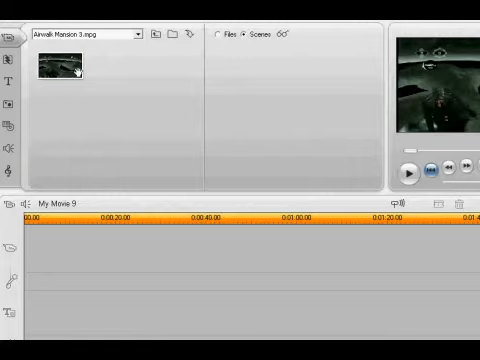 Airwalk Mansion 3.mpg
Files
Scenes
T
My Movie 9
00.00
0:00:20.00
0:00:40.00
0:01:00.00
0:01:20.00
0:01:4
T